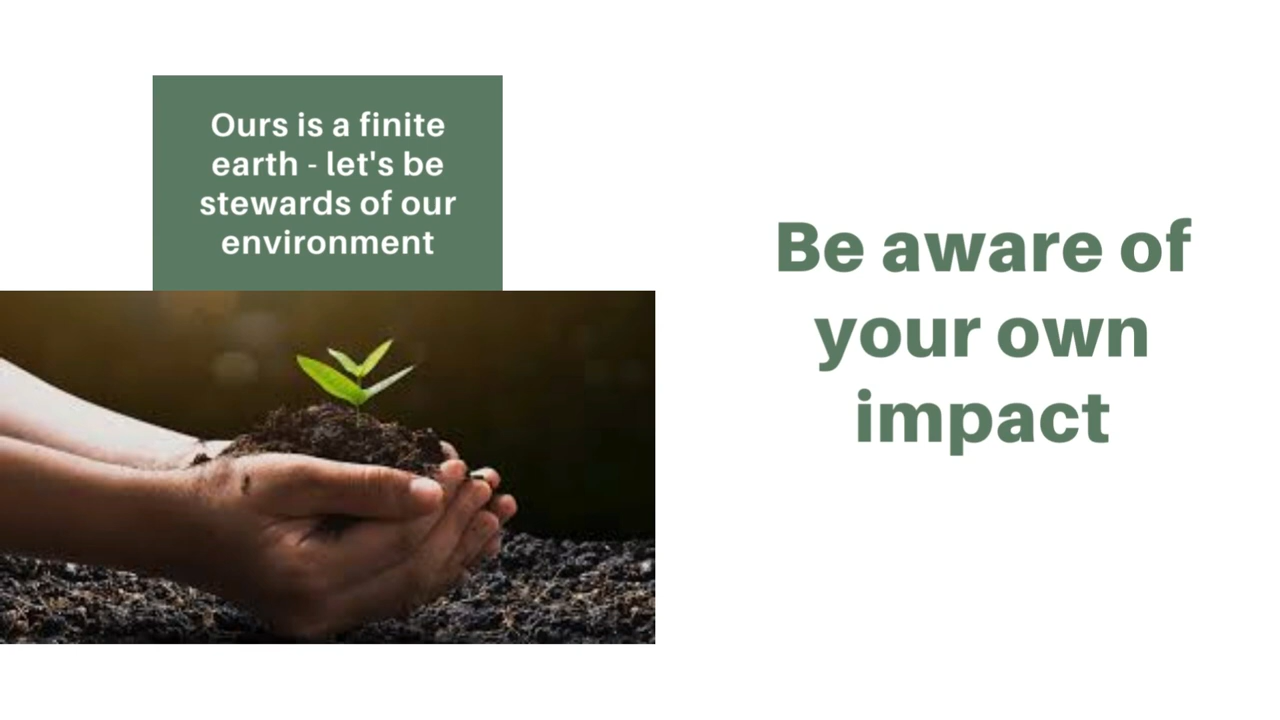 Ours is a finite
earth - let's be
stewards of our
environment
Be aware of
your own
impact